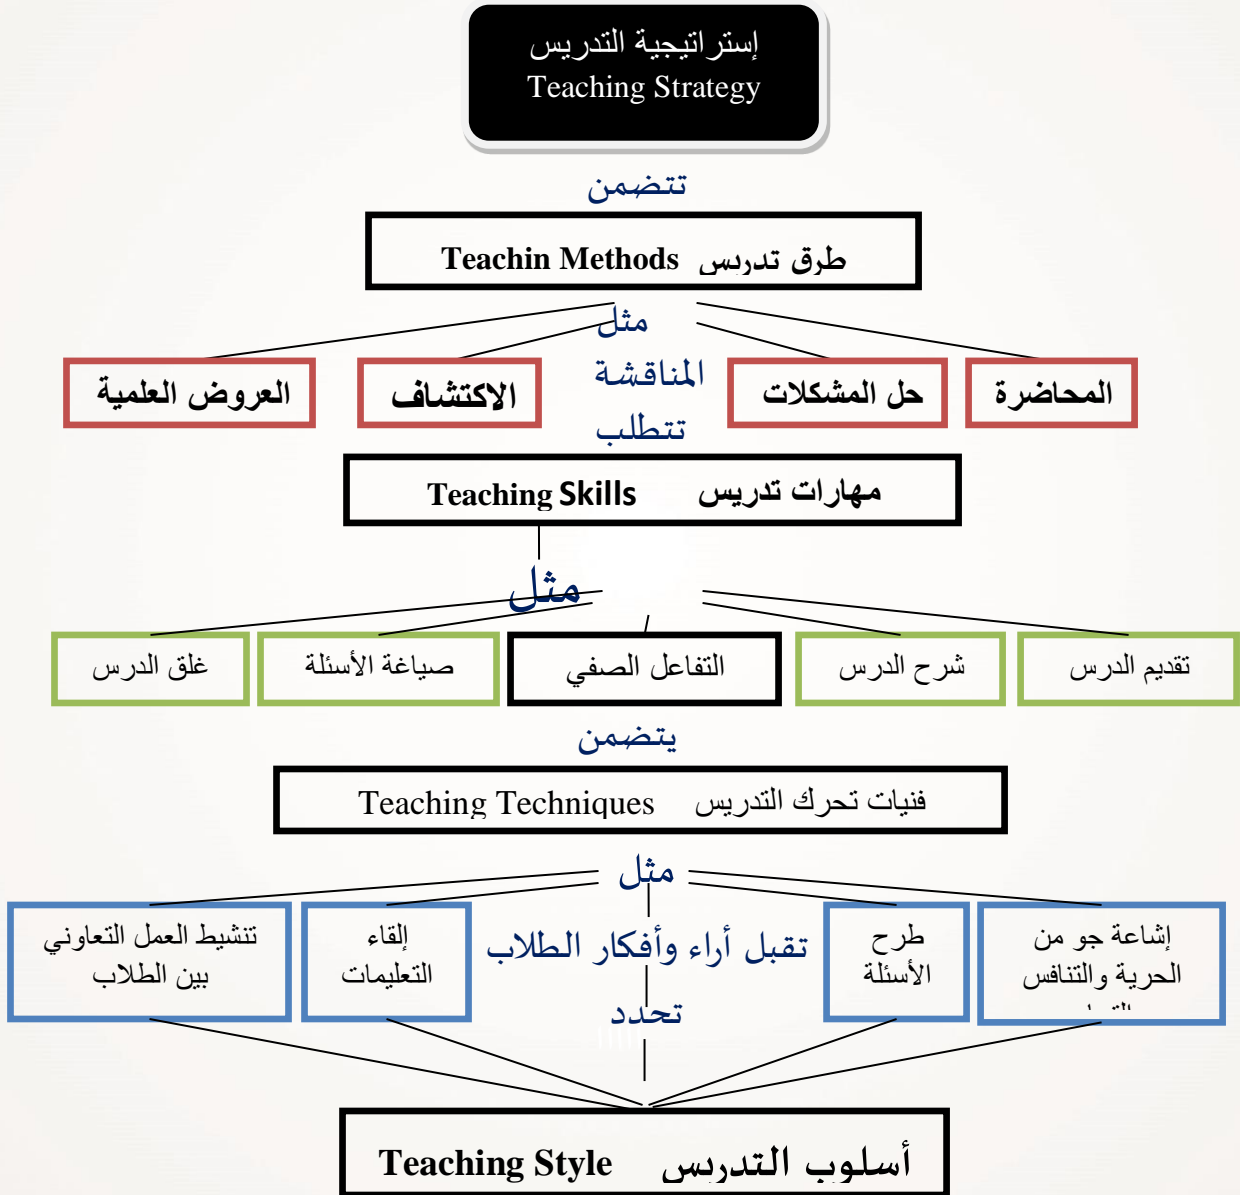 إستراتيجية التدريس
Teaching Strategy
تتضمن
طرق تدريس Teachin Methods
مثل
المحاضرة
حل المشكلات
المناقشة
الاكتشاف
العروض العلمية
تتطلب
مهارات تدريس Teaching Skills
مثل
تقديم الدرس
شرح الدرس
التفاعل الصفي
صياغة الأسئلة
غلق الدرس
يتضمن
فنيات تحرك التدريس Teaching Techniques
مثل
إشاعة جو من
الحرية والتنافس
طرح
الأسئلة
تقبل أراء وأفكار الطلاب
إلقاء
التعليمات
تنشيط العمل التعاوني
بين الطلاب
تحدد
أسلوب التدريس Teaching Style